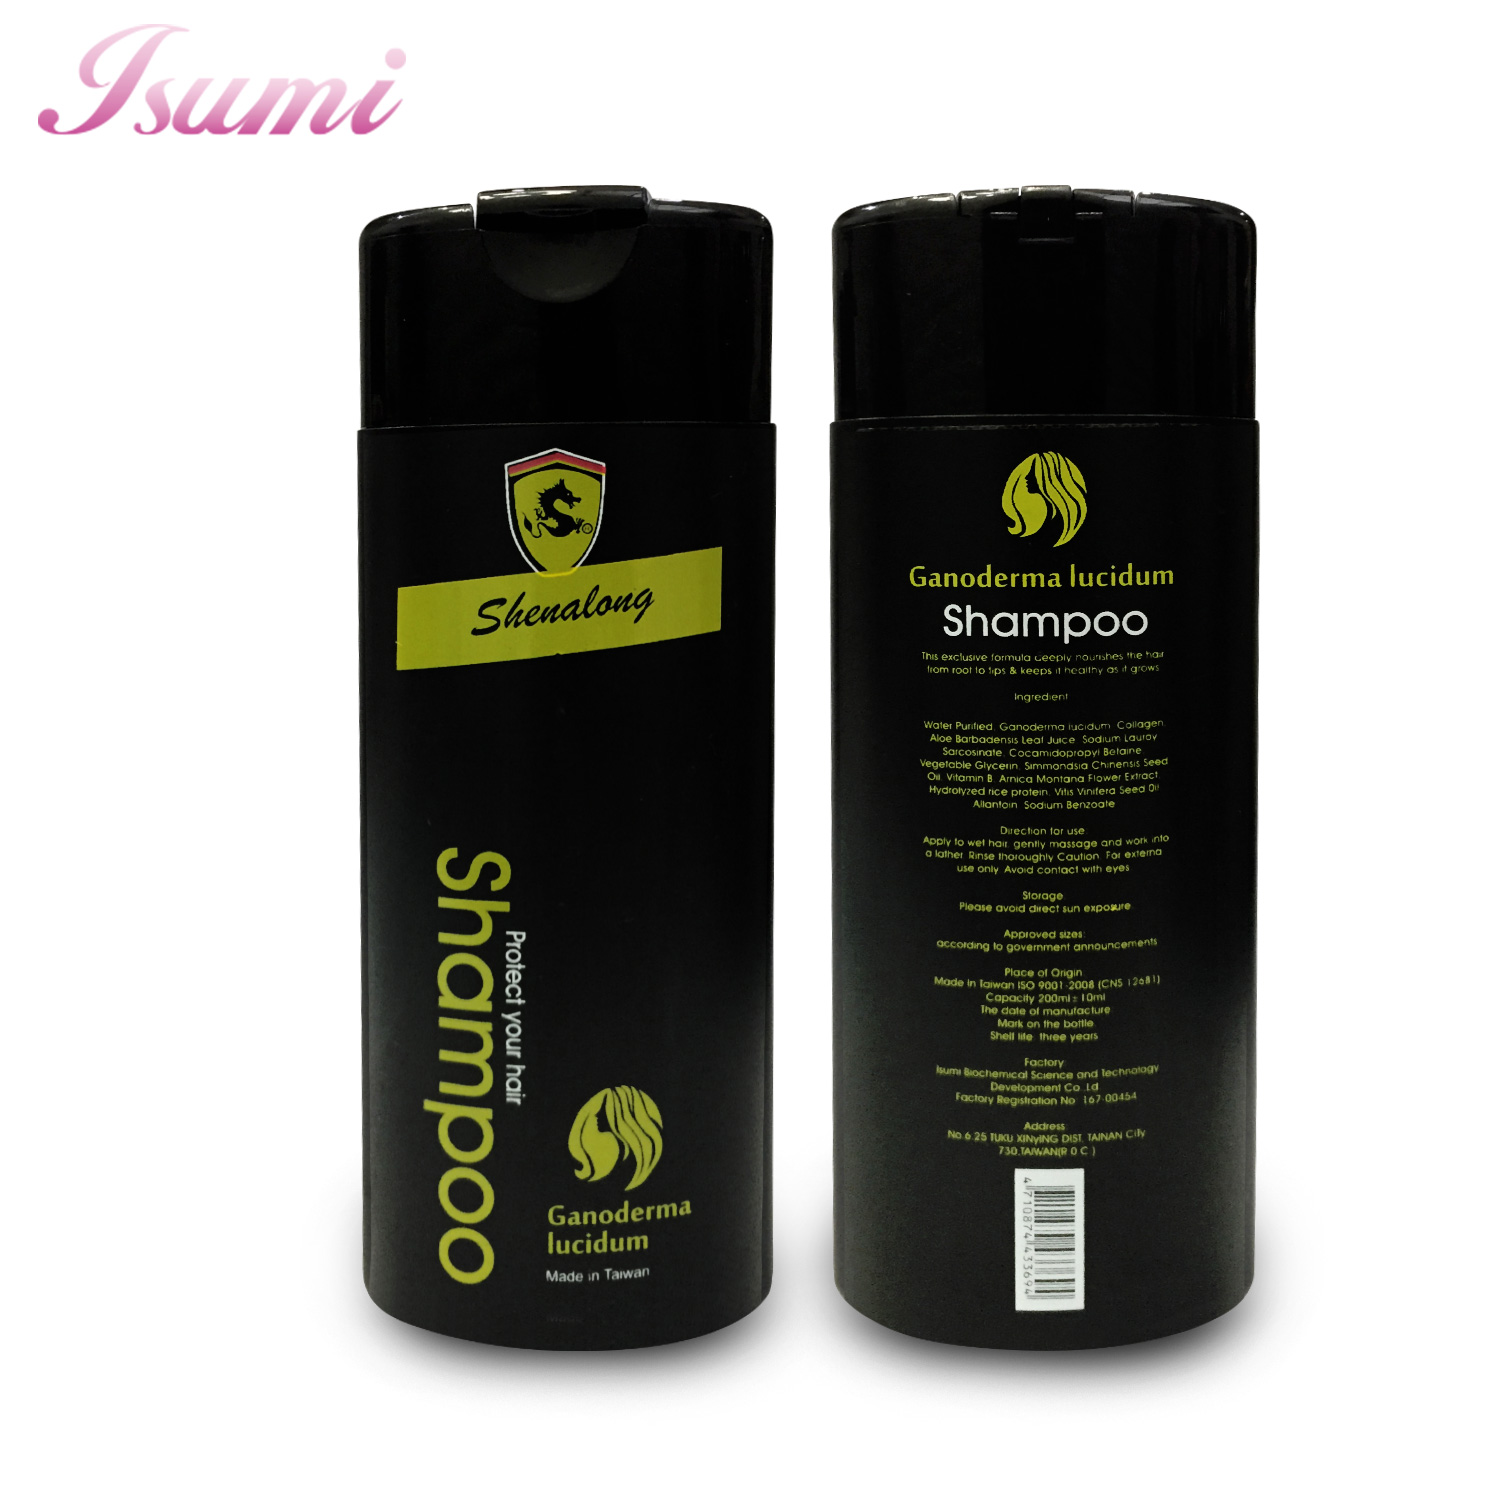 Isumi
Shenalong
Shampoo
Protect your hair
Ganoderma
lucidum
Made in Taiwan
Ganoderma lucidum
Shampoo
This exclusive formula deeply nourishes the hair
from root to tips & keeps it healthy as it grows
Ingredient
Water Purified, Ganoderma lucidum, Collagen,
Aloe Barbadensis Leaf Juice, Sodium Lauroy
Sarcosinate, Cocamidopropyl Betaine,
Vegetable Glycerin, Simmondsia Chinensis Seed
Oil, Vitamin B, Arnica Montana Flower Extract,
Hydrolyzed rice protein, Vitis Vinifera Seed Oil
Allantoin, Sodium Benzoate
Direction for use
Apply to wet hair, gently massage and work into
a lather. Rinse thoroughly Caution: For externa
use only. Avoid contact with eyes
Storage:
Please avoid direct sun exposure
Approved sizes:
according to government announcements
Place of Origin
Made in Taiwan ISO 9001-2008 (CNS 12681)
Capacity 200ml±10ml
The date of manufacture
Mark on the bottle
Shelf life: three years
Factory:
Isumi Biochemical Science and Technology
Development Co.,Ld
Factory Registration No: 167-00454
Address:
No.6.25 TUKU XINyING DIST. TAINAN City
730,TAIWAN(R.O.C.)
4710874433694